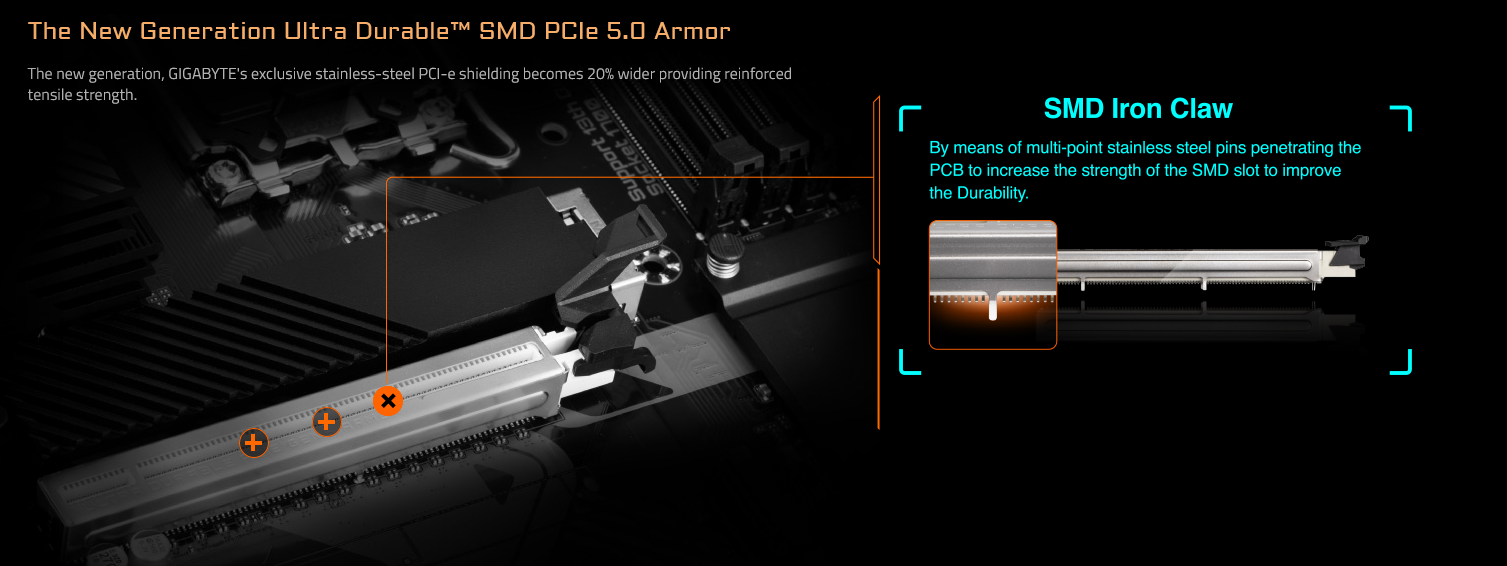 The New Generation Ultra Durable™ SMD PCIe 5.0 Armor
The new generation, GIGABYTE's exclusive stainless-steel PCI-e shielding becomes 20% wider providing reinforced
tensile strength.
SMD Iron Claw
By means of multi-point stainless steel pins penetrating the
PCB to increase the strength of the SMD slot to improve
the Durability.
support 13th